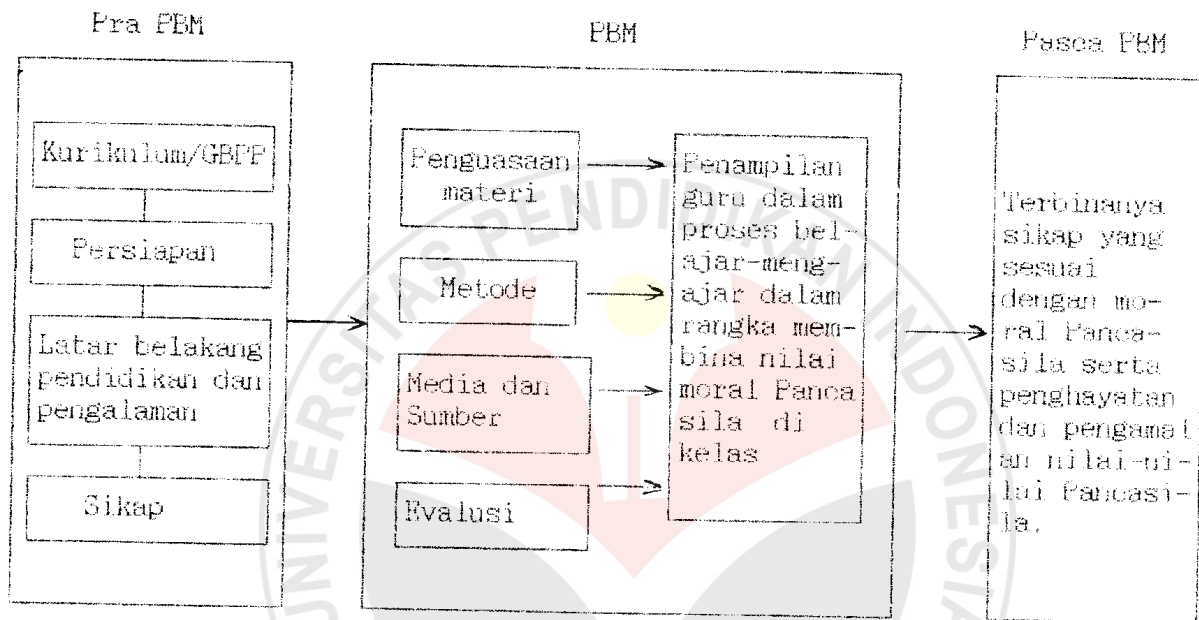 Pra PBM
Kurikulum/GBPP
Persiapan
Latar belakang
pendidikan dan
pengalaman
Sikap
PBM
Penguasaan
materi
Metode
Media dan
Sumber
Evalusi
Penampilan
guru dalam
proses bel-
ajar-meng-
ajar dalam
rangka mem-
bina nilai
moral Panca
sila di
kelas
Pasca PBM
Terbinanya
sikap yang
sesuai
dengan mo-
ral Panca-
sila serta
penghayatan
dan pengamal
an nilai-ni-
lai Pancasi-
la.
UNIVERSITAS PENDIDIKAN INDONESIA